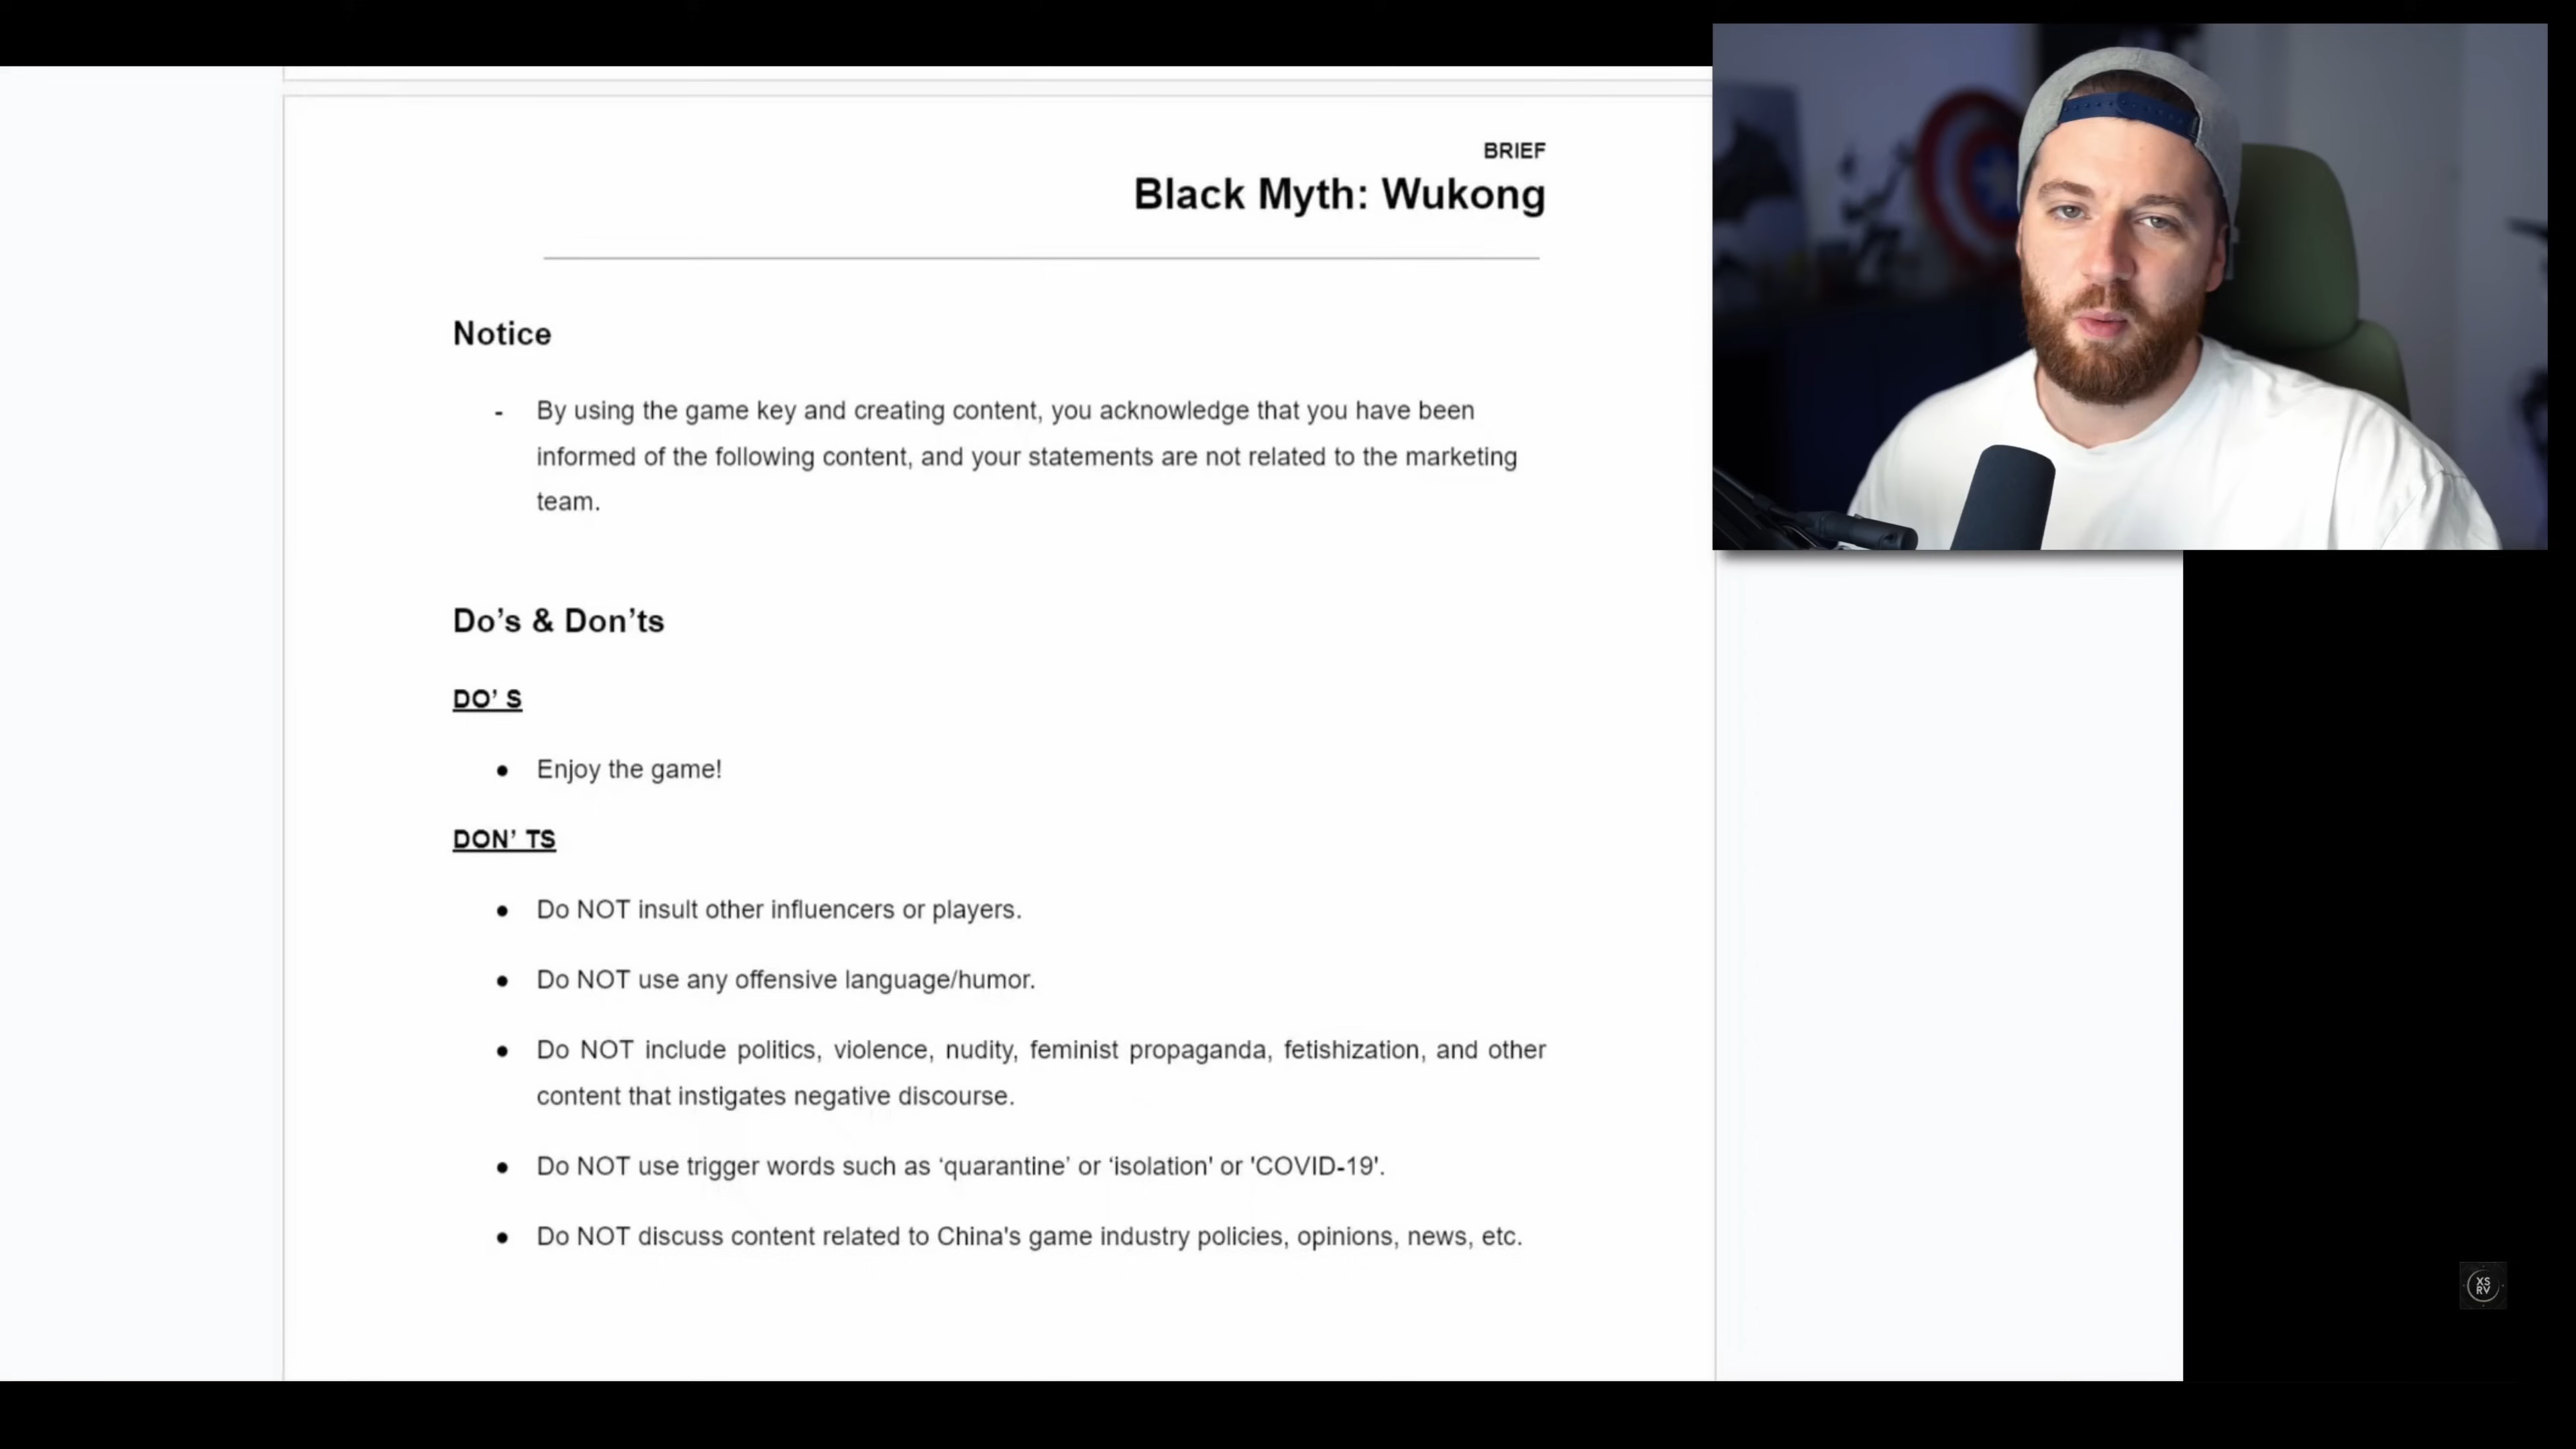 BRIEF
Black Myth: Wukong
Notice
- By using the game key and creating content, you acknowledge that you have been
informed of the following content, and your statements are not related to the marketing
team.
Do’s & Don’ts
DO’ S
● Enjoy the game!
DON’ TS
● Do NOT insult other influencers or players.
● Do NOT use any offensive language/humor.
● Do NOT include politics, violence, nudity, feminist propaganda, fetishization, and other
content that instigates negative discourse.
● Do NOT use trigger words such as ‘quarantine’ or ‘isolation' or 'COVID-19'.
● Do NOT discuss content related to China's game industry policies, opinions, news, etc.
XS
RV